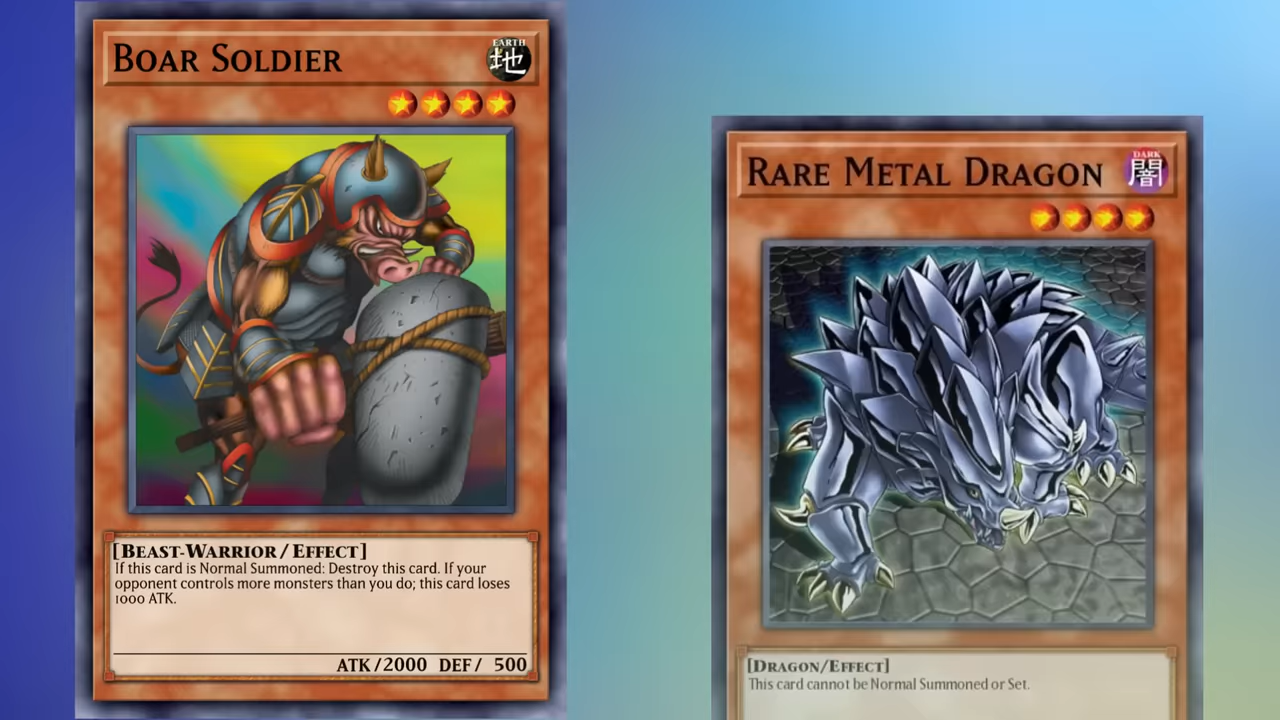 BOAR SOLDIER
EARTH
地
[BEAST-WARRIOR/EFFECT]
If this card is Normal Summoned: Destroy this card. If your
opponent controls more monsters than you do; this card loses
1000 ATK.
ATK/2000 DEF/ 500
RARE METAL DRAGON
DARK
闇
[DRAGON/EFFECT]
This card cannot be Normal Summoned or Set.